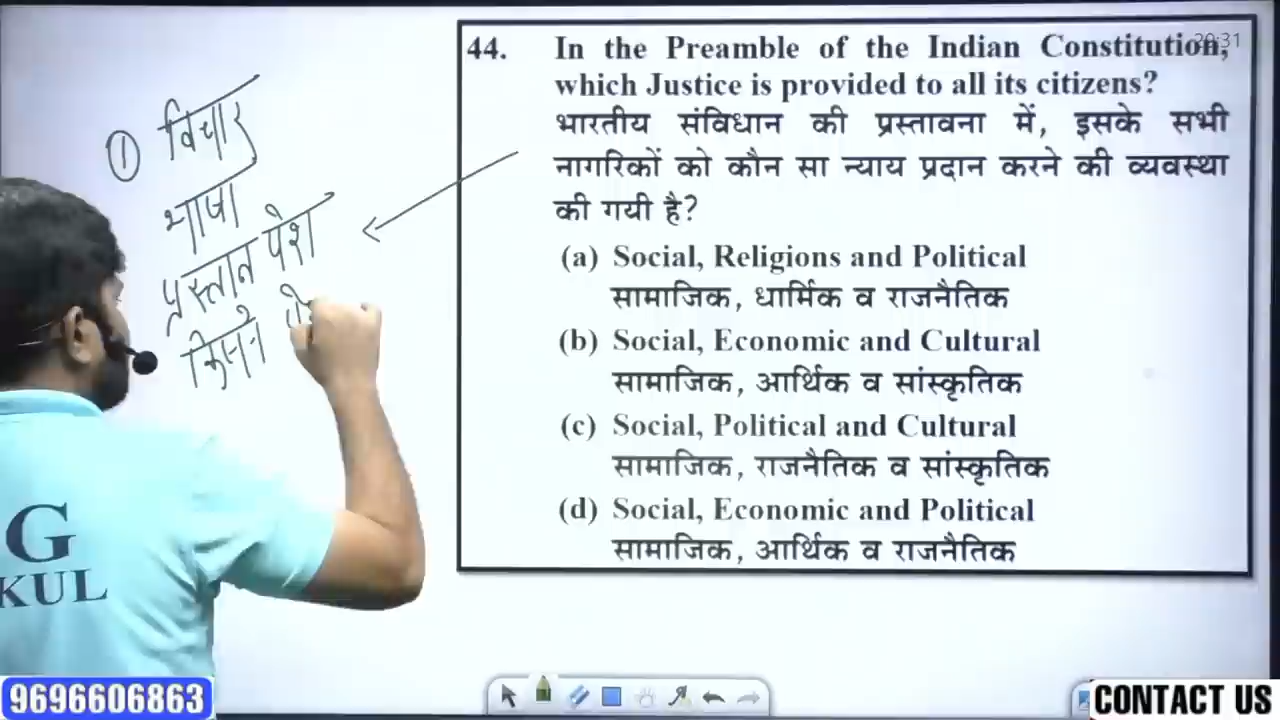 44. In the Preamble of the Indian Constitution,
which Justice is provided to all its citizens?
भारतीय संविधान की प्रस्तावना में, इसके सभी
नागरिकों को कौन सा न्याय प्रदान करने की व्यवस्था
की गयी है?
(a) Social, Religions and Political
सामाजिक, धार्मिक व राजनैतिक
(b) Social, Economic and Cultural
सामाजिक, आर्थिक व सांस्कृतिक
(c) Social, Political and Cultural
सामाजिक, राजनैतिक व सांस्कृतिक
(d) Social, Economic and Political
सामाजिक, आर्थिक व राजनैतिक
① विचार
भाषा
प्रस्ताव पेश
किसने
G
KUL
9696606863
CONTACT US